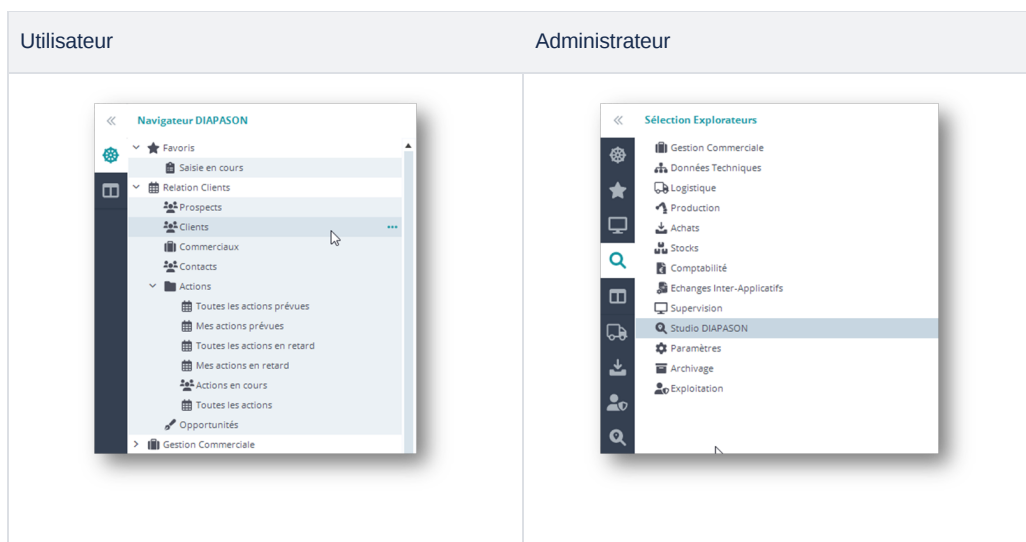 Utilisateur
Administrateur
Navigateur DIAPASON
Favoris
Saisie en cours
Relation Clients
Prospects
Clients
Commerciaux
Contacts
Actions
Toutes les actions prévues
Mes actions prévues
Toutes les actions en retard
Mes actions en retard
Actions en cours
Toutes les actions
Opportunités
Gestion Commerciale
Sélection Explorateurs
Gestion Commerciale
Données Techniques
Logistique
Production
Achats
Stocks
Comptabilité
Echanges Inter-Applicatifs
Supervision
Studio DIAPASON
Paramètres
Archivage
Exploitation